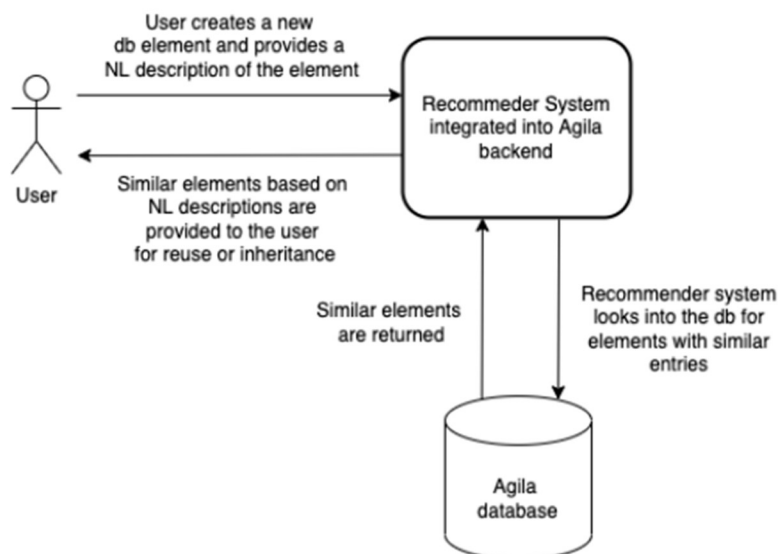 User creates a new
db element and provides a
NL description of the element
Recommeder System
integrated into Agila
backend
User
Similar elements based on
NL descriptions are
provided to the user
for reuse or inheritance
Similar elements
are returned
Recommender system
looks into the db for
elements with similar
entries
Agila
database